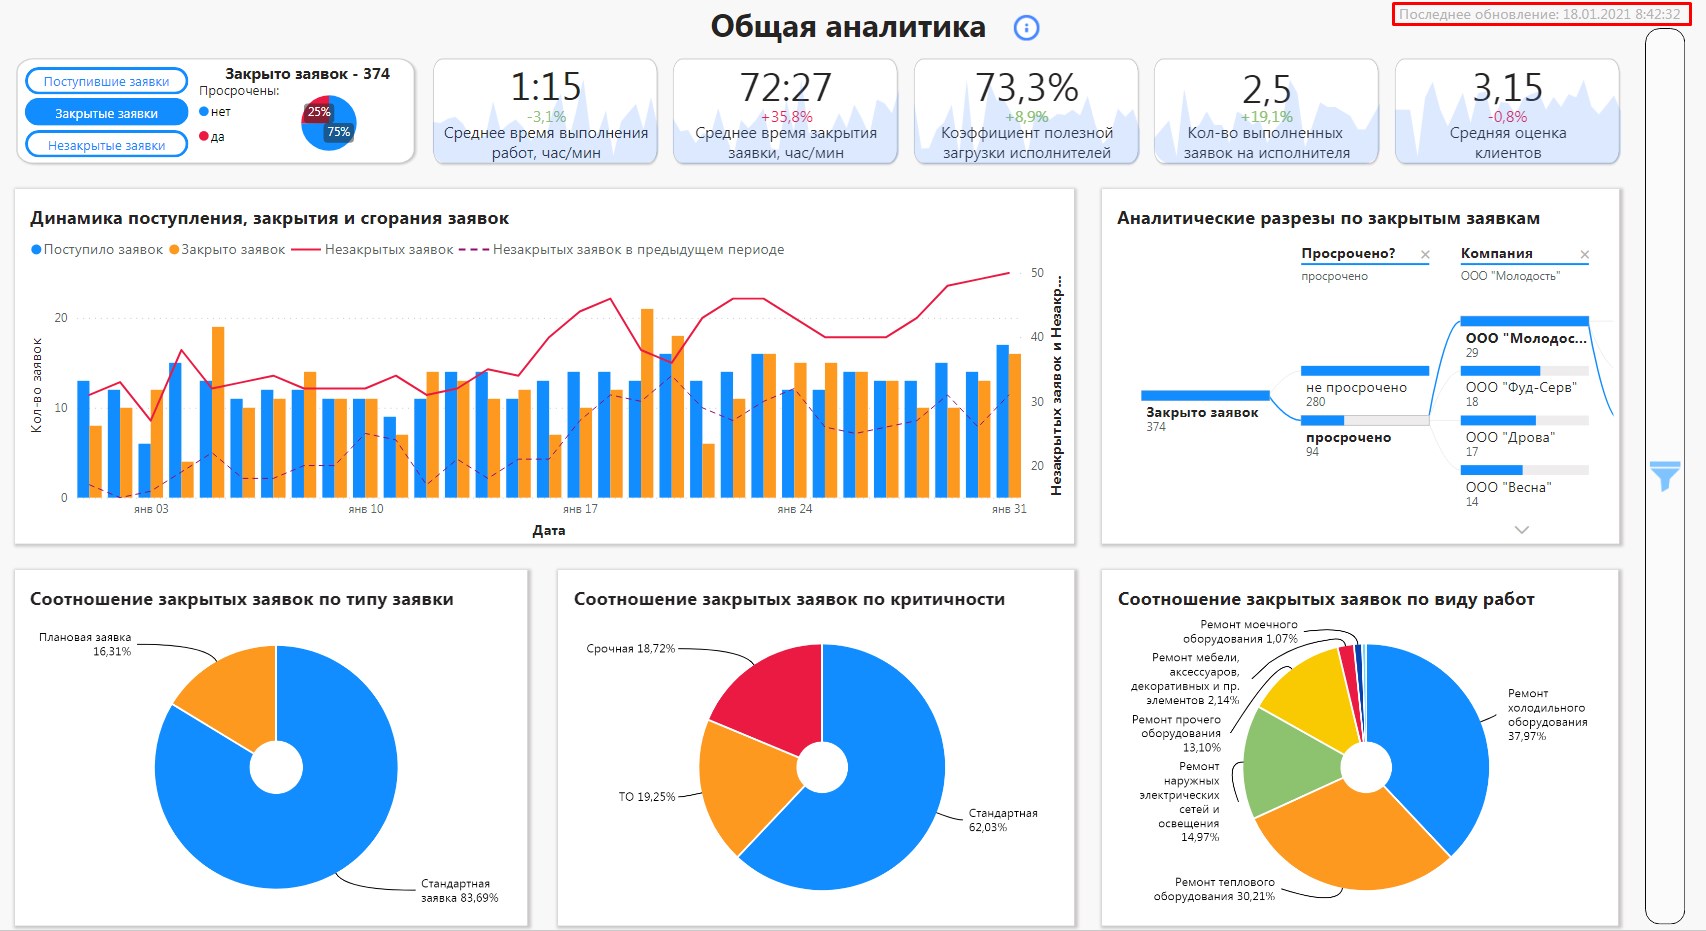 Общая аналитика
Последнее обновление: 18.01.2021 8:42:32
Поступившие заявки
Закрытые заявки
Незакрытые заявки
Закрыто заявок - 374
Просрочены:
нет
да
25%
75%
1:15
-3,1%
Среднее время выполнения
работ, час/мин
72:27
+35,8%
Среднее время закрытия
заявки, час/мин
73,3%
+8,9%
Коэффициент полезной
загрузки исполнителей
2,5
+19,1%
Кол-во выполненных
заявок на исполнителя
3,15
-0,8%
Средняя оценка
клиентов
Динамика поступления, закрытия и сгорания заявок
Поступило заявок Закрыто заявок Незакрытых заявок Незакрытых заявок в предыдущем периоде
Кол-во заявок
20
10
0
50
40
30
20
Незакрытых заявок и Незакр...
янв 03
янв 10
янв 17
янв 24
янв 31
Дата
Аналитические разрезы по закрытым заявкам
Просрочено?
просрочено
Компания
ООО "Молодость"
Закрыто заявок
374
не просрочено
280
просрочено
94
ООО "Молодос...
29
ООО "Фуд-Серв"
18
ООО "Дрова"
17
ООО "Весна"
14
Соотношение закрытых заявок по типу заявки
Плановая заявка
16,31%
Стандартная
заявка 83,69%
Соотношение закрытых заявок по критичности
Срочная 18,72%
ТО 19,25%
Стандартная
62,03%
Соотношение закрытых заявок по виду работ
Ремонт моечного
оборудования 1,07%
Ремонт мебели,
аксессуаров,
декоративных и пр.
элементов 2,14%
Ремонт прочего
оборудования
13,10%
Ремонт
наружных
электрических
сетей и
освещения
14,97%
Ремонт теплового
оборудования 30,21%
Ремонт
холодильного
оборудования
37,97%